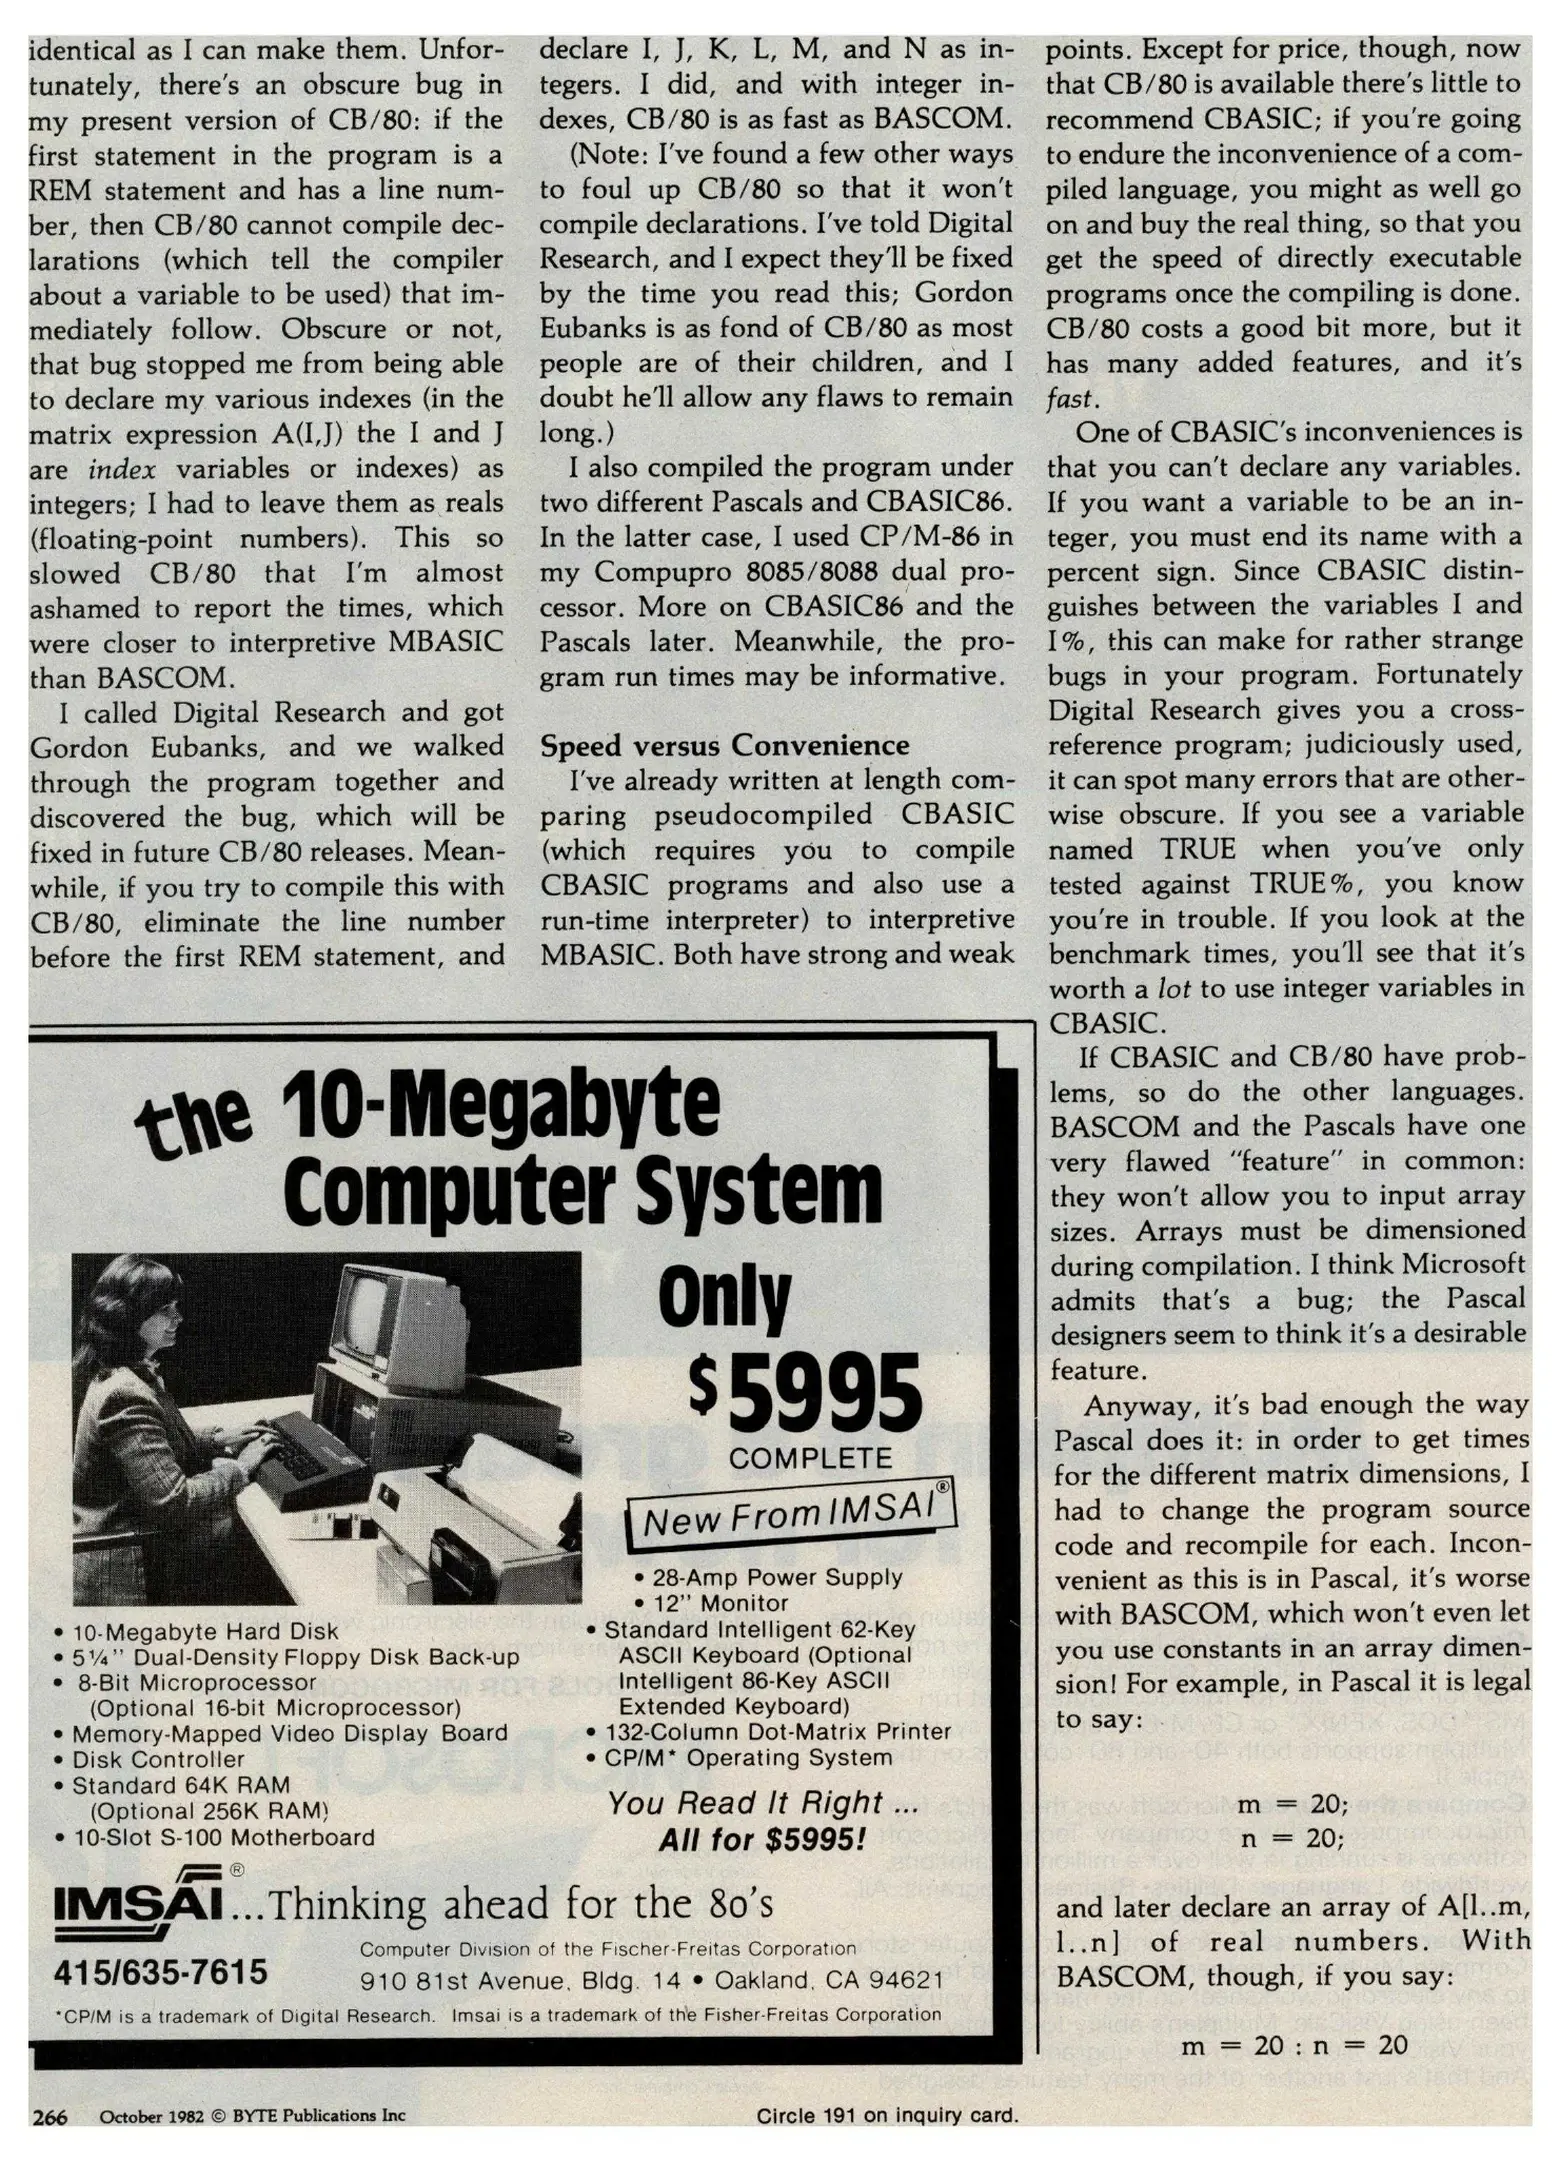 identical as I can make them. Unfor-
tunately, there's an obscure bug in
my present version of CB/80: if the
first statement in the program is a
REM statement and has a line num-
ber, then CB/80 cannot compile dec-
larations (which tell the compiler
about a variable to be used) that im-
mediately follow. Obscure or not,
that bug stopped me from being able
to declare my various indexes (in the
matrix expression A(I,J) the I and J
are index variables or indexes) as
integers; I had to leave them as reals
(floating-point numbers). This so
slowed CB/80 that I'm almost
ashamed to report the times, which
were closer to interpretive MBASIC
than BASCOM.
I called Digital Research and got
Gordon Eubanks, and we walked
through the program together and
discovered the bug, which will be
fixed in future CB/80 releases. Mean-
while, if you try to compile this with
CB/80, eliminate the line number
before the first REM statement, and
declare I, J, K, L, M, and N as in-
tegers. I did, and with integer in-
dexes, CB/80 is as fast as BASCOM.
(Note: I've found a few other ways
to foul up CB/80 so that it won't
compile declarations. I've told Digital
Research, and I expect they'll be fixed
by the time you read this; Gordon
Eubanks is as fond of CB/80 as most
people are of their children, and I
doubt he'll allow any flaws to remain
long.)
I also compiled the program under
two different Pascals and CBASIC86.
In the latter case, I used CP/M-86 in
my Compupro 8085/8088 dual pro-
cessor. More on CBASIC86 and the
Pascals later. Meanwhile, the pro-
gram run times may be informative.
Speed versus Convenience
I've already written at length com-
paring pseudocompiled CBASIC
(which requires you to compile
CBASIC programs and also use a
run-time interpreter) to interpretive
MBASIC. Both have strong and weak
points. Except for price, though, now
that CB/80 is available there's little to
recommend CBASIC; if you're going
to endure the inconvenience of a com-
piled language, you might as well go
on and buy the real thing, so that you
get the speed of directly executable
programs once the compiling is done.
CB/80 costs a good bit more, but it
has many added features, and it's
fast.
One of CBASIC's inconveniences is
that you can't declare any variables.
If you want a variable to be an in-
teger, you must end its name with a
percent sign. Since CBASIC distin-
guishes between the variables I and
I%, this can make for rather strange
bugs in your program. Fortunately
Digital Research gives you a cross-
reference program; judiciously used,
it can spot many errors that are other-
wise obscure. If you see a variable
named TRUE when you've only
tested against TRUE%, you know
you're in trouble. If you look at the
benchmark times, you'll see that it's
worth a lot to use integer variables in
CBASIC.
If CBASIC and CB/80 have prob-
lems, so do the other languages.
BASCOM and the Pascals have one
very flawed "feature" in common:
they won't allow you to input array
sizes. Arrays must be dimensioned
during compilation. I think Microsoft
admits that's a bug; the Pascal
designers seem to think it's a desirable
feature.
Anyway, it's bad enough the way
Pascal does it: in order to get times
for the different matrix dimensions, I
had to change the program source
code and recompile for each. Incon-
venient as this is in Pascal, it's worse
with BASCOM, which won't even let
you use constants in an array dimen-
sion! For example, in Pascal it is legal
to say:
m = 20;
n = 20;
and later declare an array of A[l..m,
l..n] of real numbers. With
BASCOM, though, if you say:
m = 20 : n = 20
the 10-Megabyte
Computer System
Only
$5995
COMPLETE
New From IMSAI®
• 10-Megabyte Hard Disk
• 5¼" Dual-Density Floppy Disk Back-up
• 8-Bit Microprocessor
(Optional 16-bit Microprocessor)
• Memory-Mapped Video Display Board
• Disk Controller
• Standard 64K RAM
(Optional 256K RAM)
• 10-Slot S-100 Motherboard
• 28-Amp Power Supply
• 12" Monitor
• Standard Intelligent 62-Key
ASCII Keyboard (Optional
Intelligent 86-Key ASCII
Extended Keyboard)
• 132-Column Dot-Matrix Printer
• CP/M* Operating System
You Read It Right ...
All for $5995!
IMSAI® ...Thinking ahead for the 80's
415/635-7615
Computer Division of the Fischer-Freitas Corporation
910 81st Avenue, Bldg. 14 • Oakland, CA 94621
*CP/M is a trademark of Digital Research. Imsai is a trademark of the Fisher-Freitas Corporation
266 October 1982 © BYTE Publications Inc
Circle 191 on inquiry card.